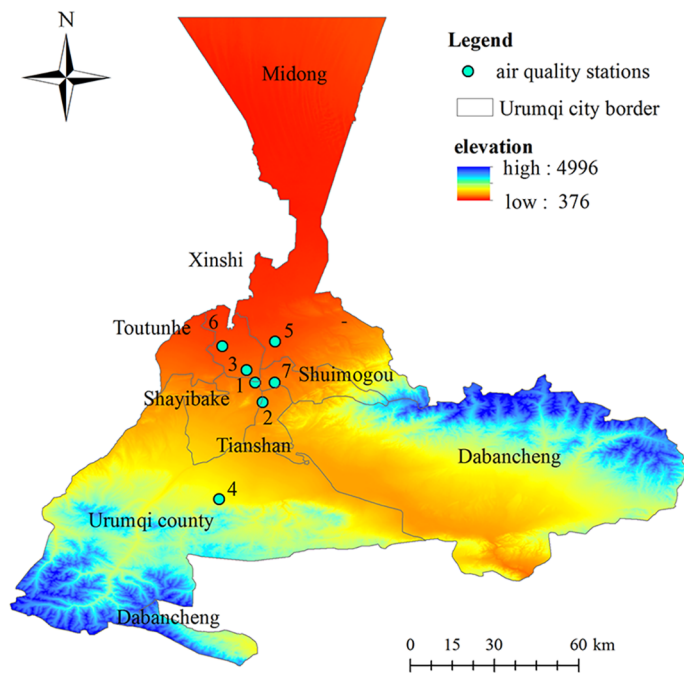 N
Legend
air quality stations
Urumqi city border
elevation
high : 4996
low : 376
Midong
Xinshi
Toutunhe
6
5
-
3
1
7
Shuimogou
Shayibake
2
Tianshan
Dabancheng
4
Urumqi county
Dabancheng
0 15 30 60 km